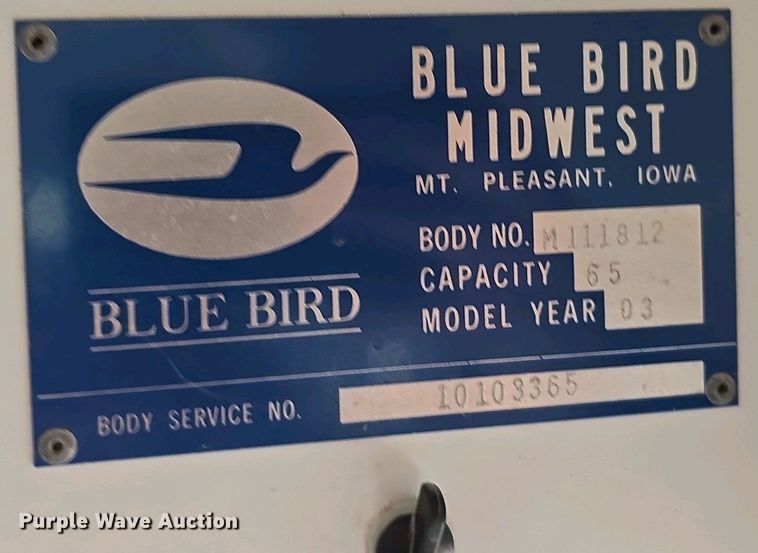 BLUE BIRD
MIDWEST
MT. PLEASANT, IOWA
BODY NO. M111812
CAPACITY 65
MODEL YEAR 03
BLUE BIRD
BODY SERVICE NO. 10103365
Purple Wave Auction